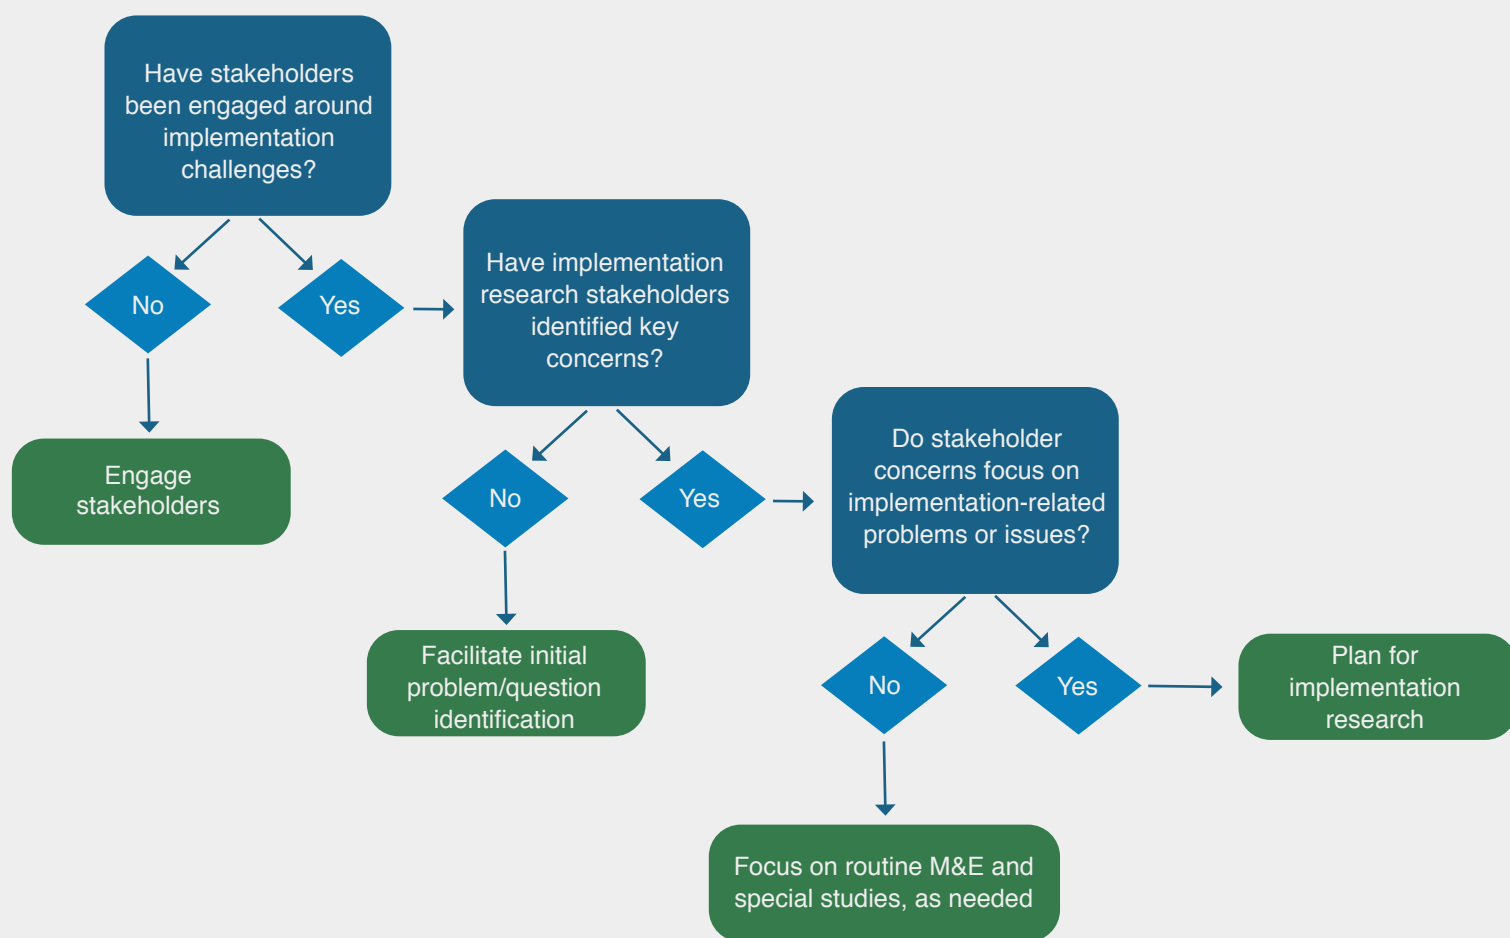 Have stakeholders
been engaged around
implementation
challenges?
No
Yes
Have implementation
research stakeholders
identified key
concerns?
Engage
stakeholders
No
Yes
Do stakeholder
concerns focus on
implementation-related
problems or issues?
Facilitate initial
problem/question
identification
No
Yes
Plan for
implementation
research
Focus on routine M&E and
special studies, as needed